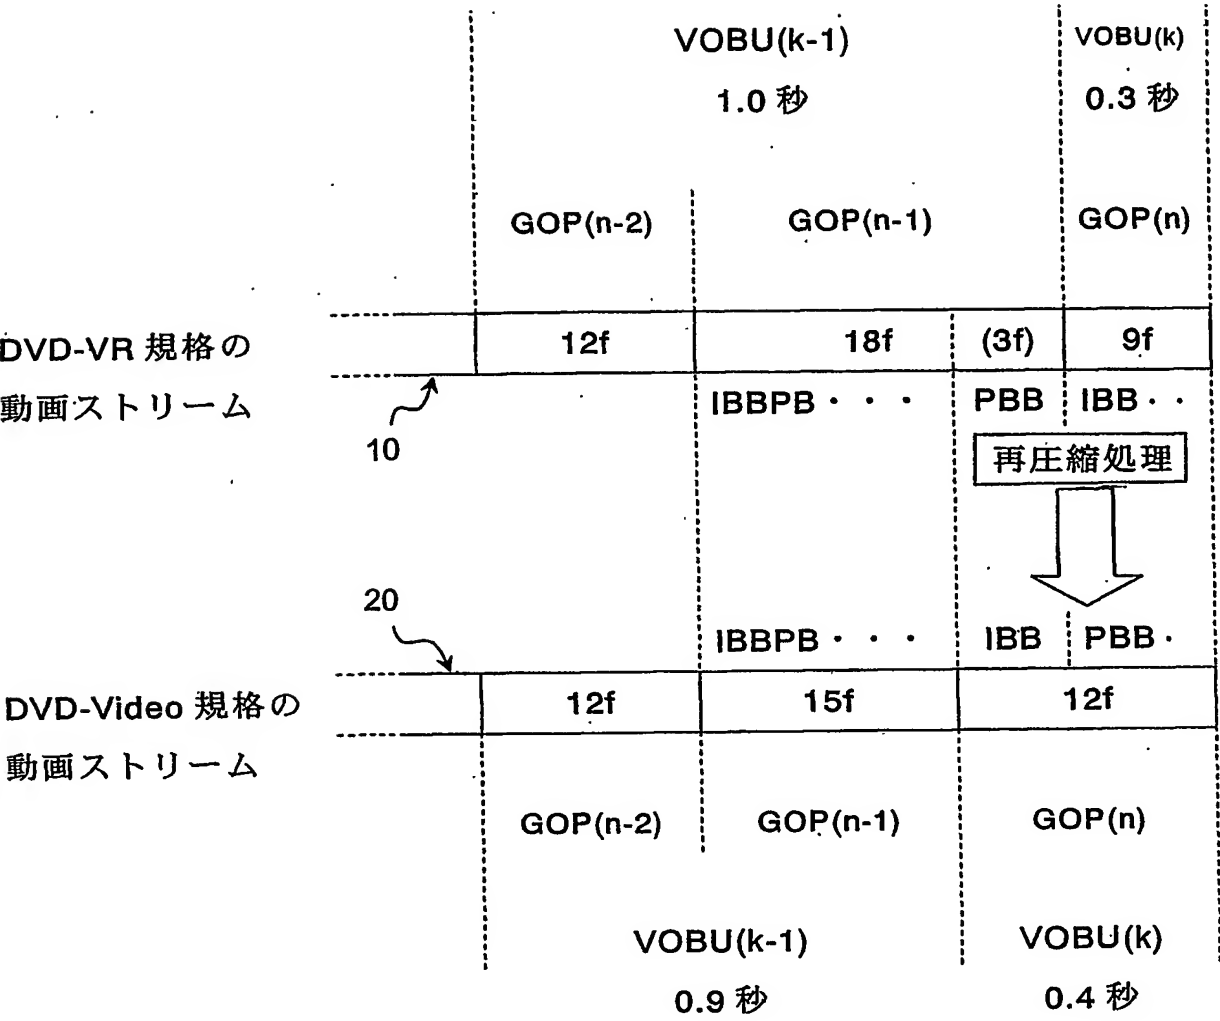 VOBU(k-1) VOBU(k)
1.0 秒 0.3 秒
GOP(n-2) GOP(n-1) GOP(n)
DVD-VR 規格の
動画ストリーム
12f 18f (3f) 9f
IBBPB・・・ PBB IBB・・
10
再圧縮処理
20
IBBPB・・・ IBB PBB・
DVD-Video 規格の
動画ストリーム
12f 15f 12f
GOP(n-2) GOP(n-1) GOP(n)
VOBU(k-1) VOBU(k)
0.9 秒 0.4 秒